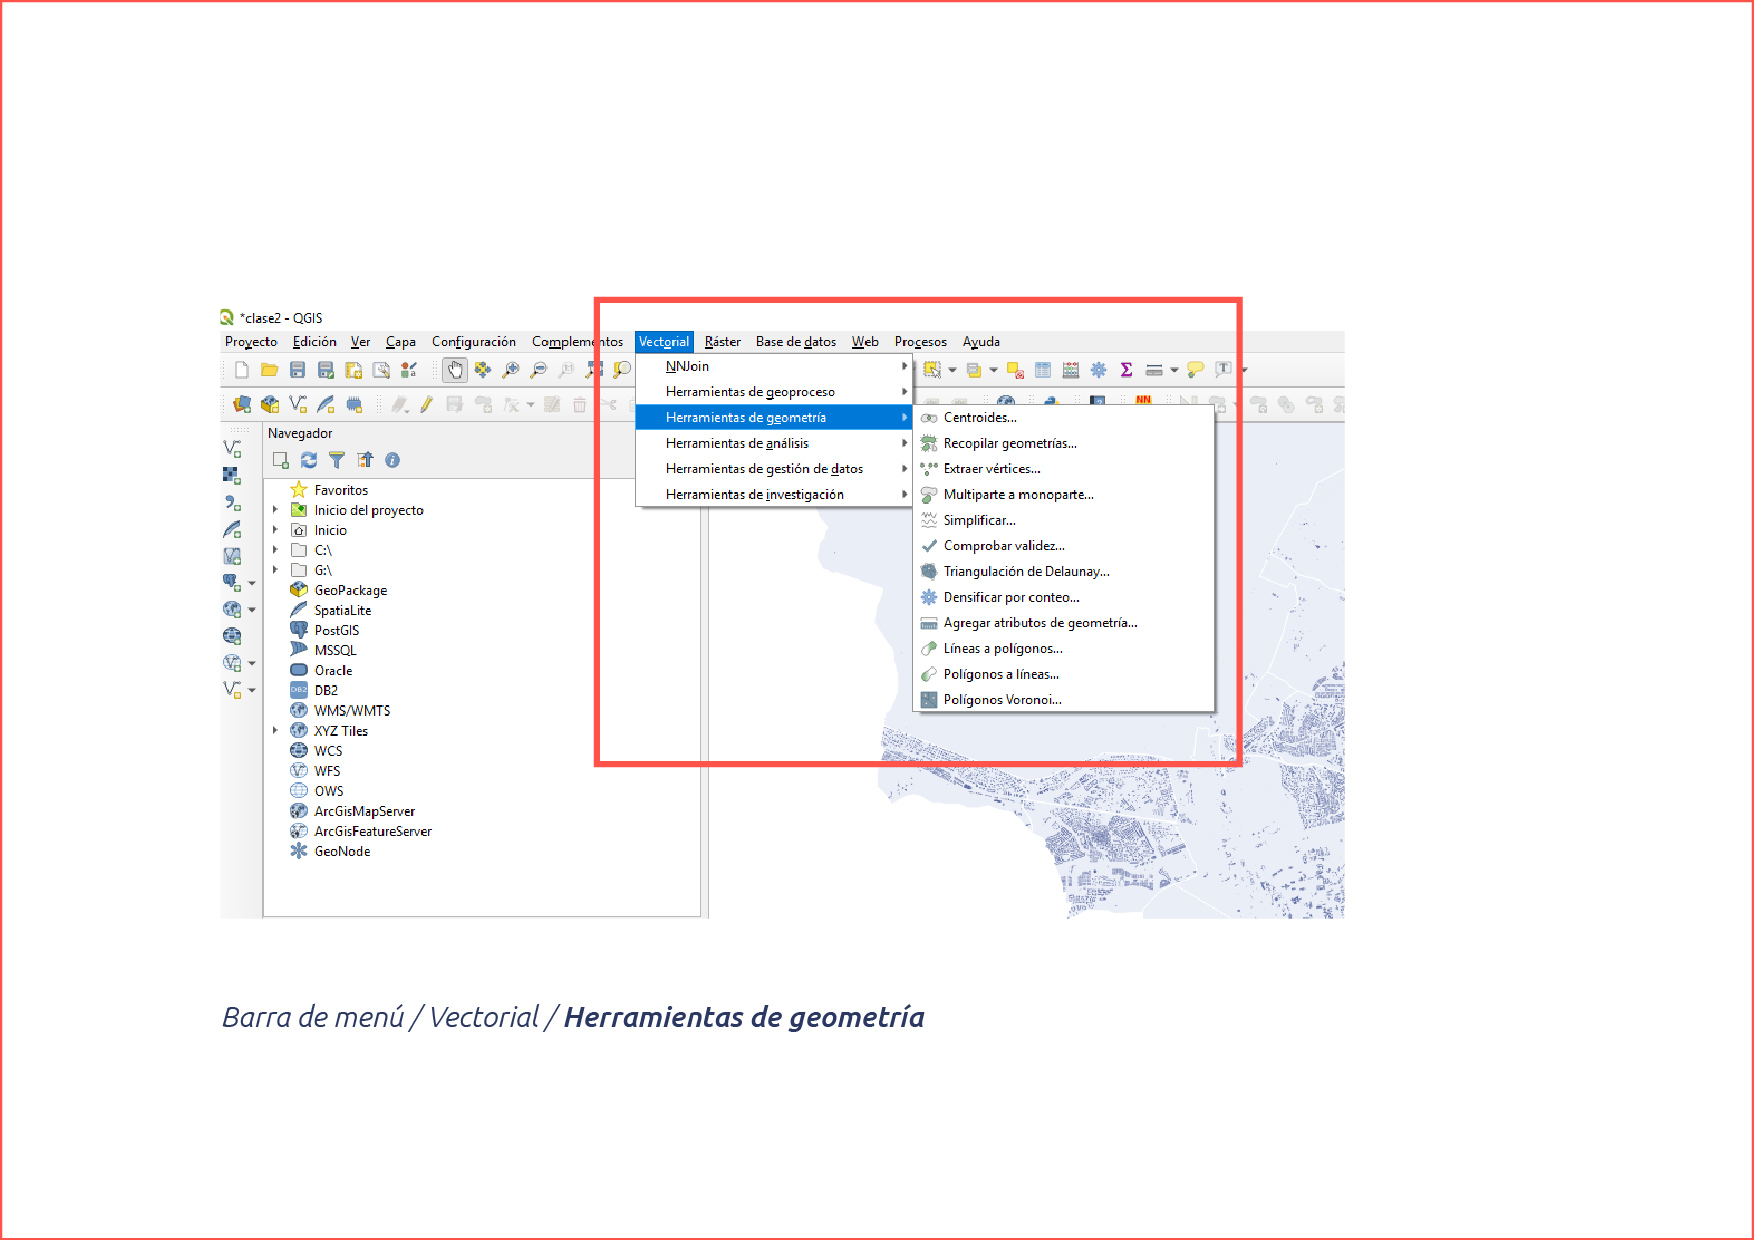 *clase2 - QGIS
Proyecto Edición Ver Capa Configuración Complementos Vectorial Ráster Base de datos Web Procesos Ayuda
NNJoin
Herramientas de geoproceso
Herramientas de geometría
Herramientas de análisis
Herramientas de gestión de datos
Herramientas de investigación
NN
Centroides...
Recopilar geometrías...
Extraer vértices...
Multiparte a monoparte...
Simplificar...
Comprobar validez...
Triangulación de Delaunay...
Densificar por conteo...
Agregar atributos de geometría...
Líneas a polígonos...
Polígonos a líneas...
Polígonos Voronoi...
Navegador
Favoritos
Inicio del proyecto
Inicio
C:\
G:\
GeoPackage
SpatiaLite
PostGIS
MSSQL
Oracle
DB2 DB2
WMS/WMTS
XYZ Tiles
WCS
WFS
OWS
ArcGisMapServer
ArcGisFeatureServer
GeoNode
Barra de menú / Vectorial / Herramientas de geometría